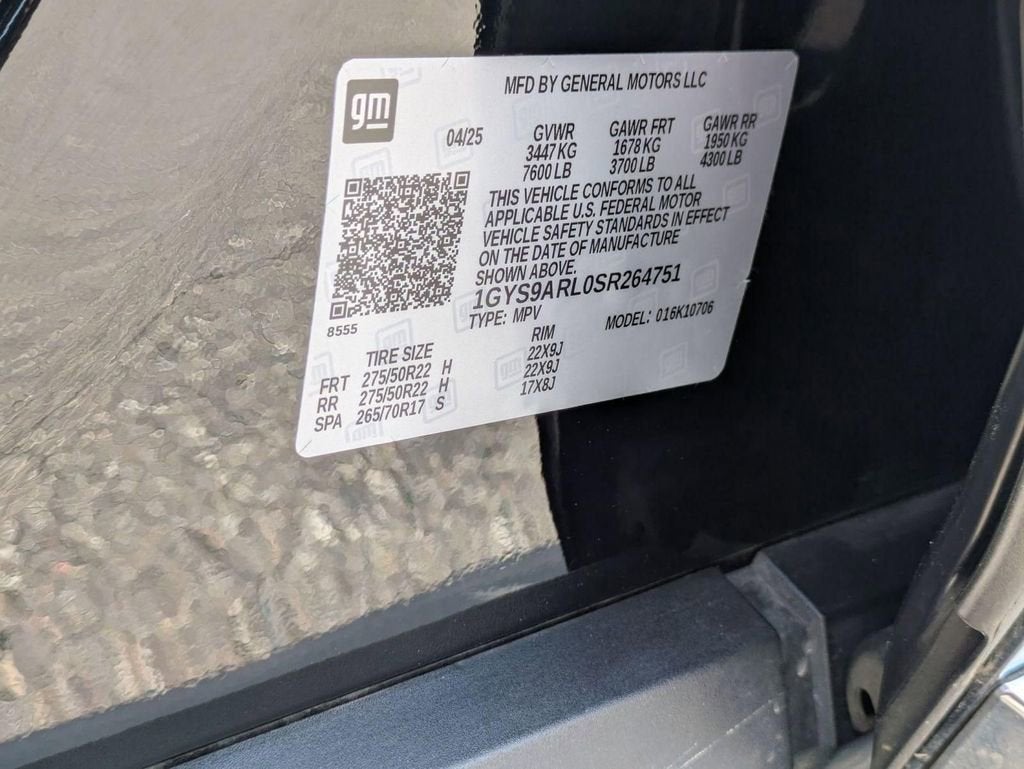 gm
MFD BY GENERAL MOTORS LLC
04/25 GVWR GAWR FRT GAWR RR
3447 KG 1678 KG 1950 KG
7600 LB 3700 LB 4300 LB
THIS VEHICLE CONFORMS TO ALL
APPLICABLE U.S. FEDERAL MOTOR
VEHICLE SAFETY STANDARDS IN EFFECT
ON THE DATE OF MANUFACTURE
SHOWN ABOVE.
1GYS9ARL0SR264751
TYPE: MPV MODEL: 016K10706
8555
TIRE SIZE RIM
FRT 275/50R22 H 22X9J
RR 275/50R22 H 22X9J
SPA 265/70R17 S 17X8J